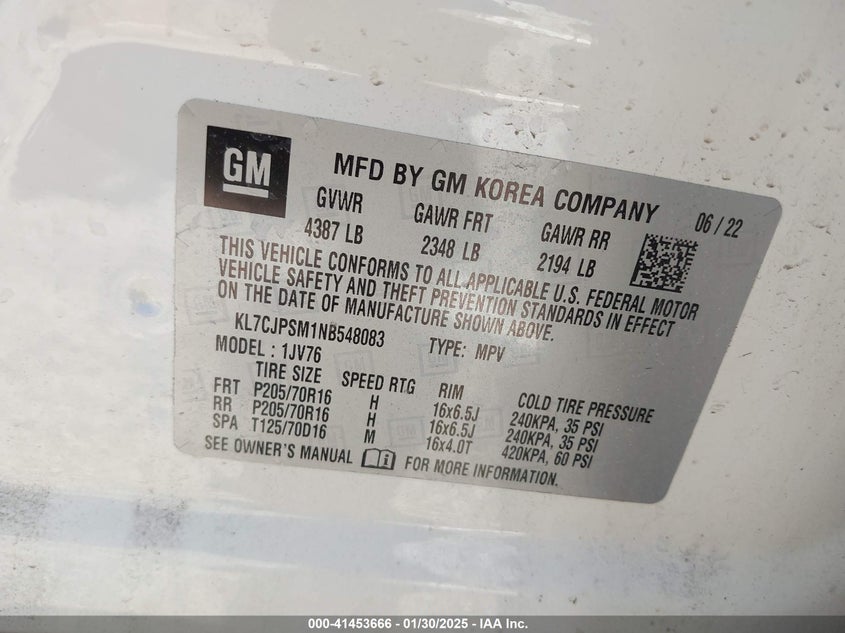 GM
MFD BY GM KOREA COMPANY 06 / 22
GVWR GAWR FRT GAWR RR
4387 LB 2348 LB 2194 LB
THIS VEHICLE CONFORMS TO ALL APPLICABLE U.S. FEDERAL MOTOR
VEHICLE SAFETY AND THEFT PREVENTION STANDARDS IN EFFECT
ON THE DATE OF MANUFACTURE SHOWN ABOVE.
KL7CJPSM1NB548083 TYPE: MPV
MODEL : 1JV76
TIRE SIZE SPEED RTG RIM COLD TIRE PRESSURE
FRT P205/70R16 H 16x6.5J 240KPA, 35 PSI
RR P205/70R16 H 16x6.5J 240KPA, 35 PSI
SPA T125/70D16 M 16x4.0T 420KPA, 60 PSI
SEE OWNER'S MANUAL FOR MORE INFORMATION.
000-41453666 - 01/30/2025 - IAA Inc.